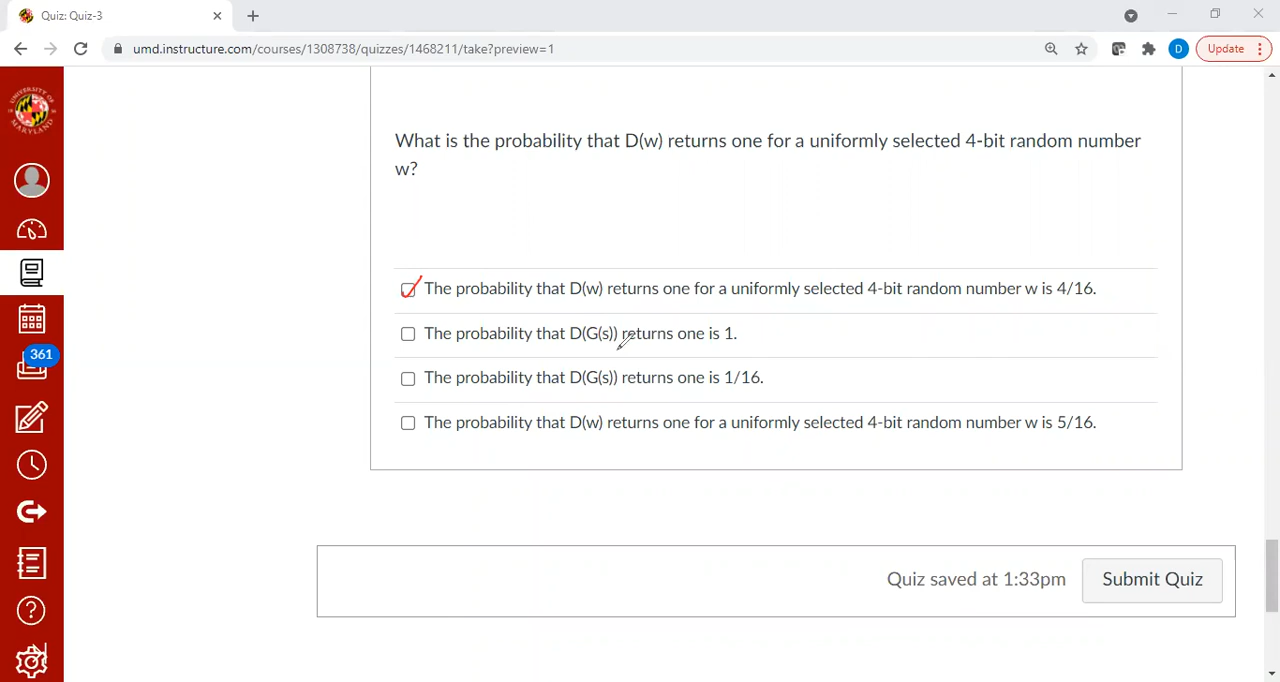 Quiz: Quiz-3
umd.instructure.com/courses/1308738/quizzes/1468211/take?preview=1
D
Update
UNIVERSITY OF
MARYLAND
What is the probability that D(w) returns one for a uniformly selected 4-bit random number
w?
The probability that D(w) returns one for a uniformly selected 4-bit random number w is 4/16.
The probability that D(G(s)) returns one is 1.
361
The probability that D(G(s)) returns one is 1/16.
The probability that D(w) returns one for a uniformly selected 4-bit random number w is 5/16.
Quiz saved at 1:33pm
Submit Quiz